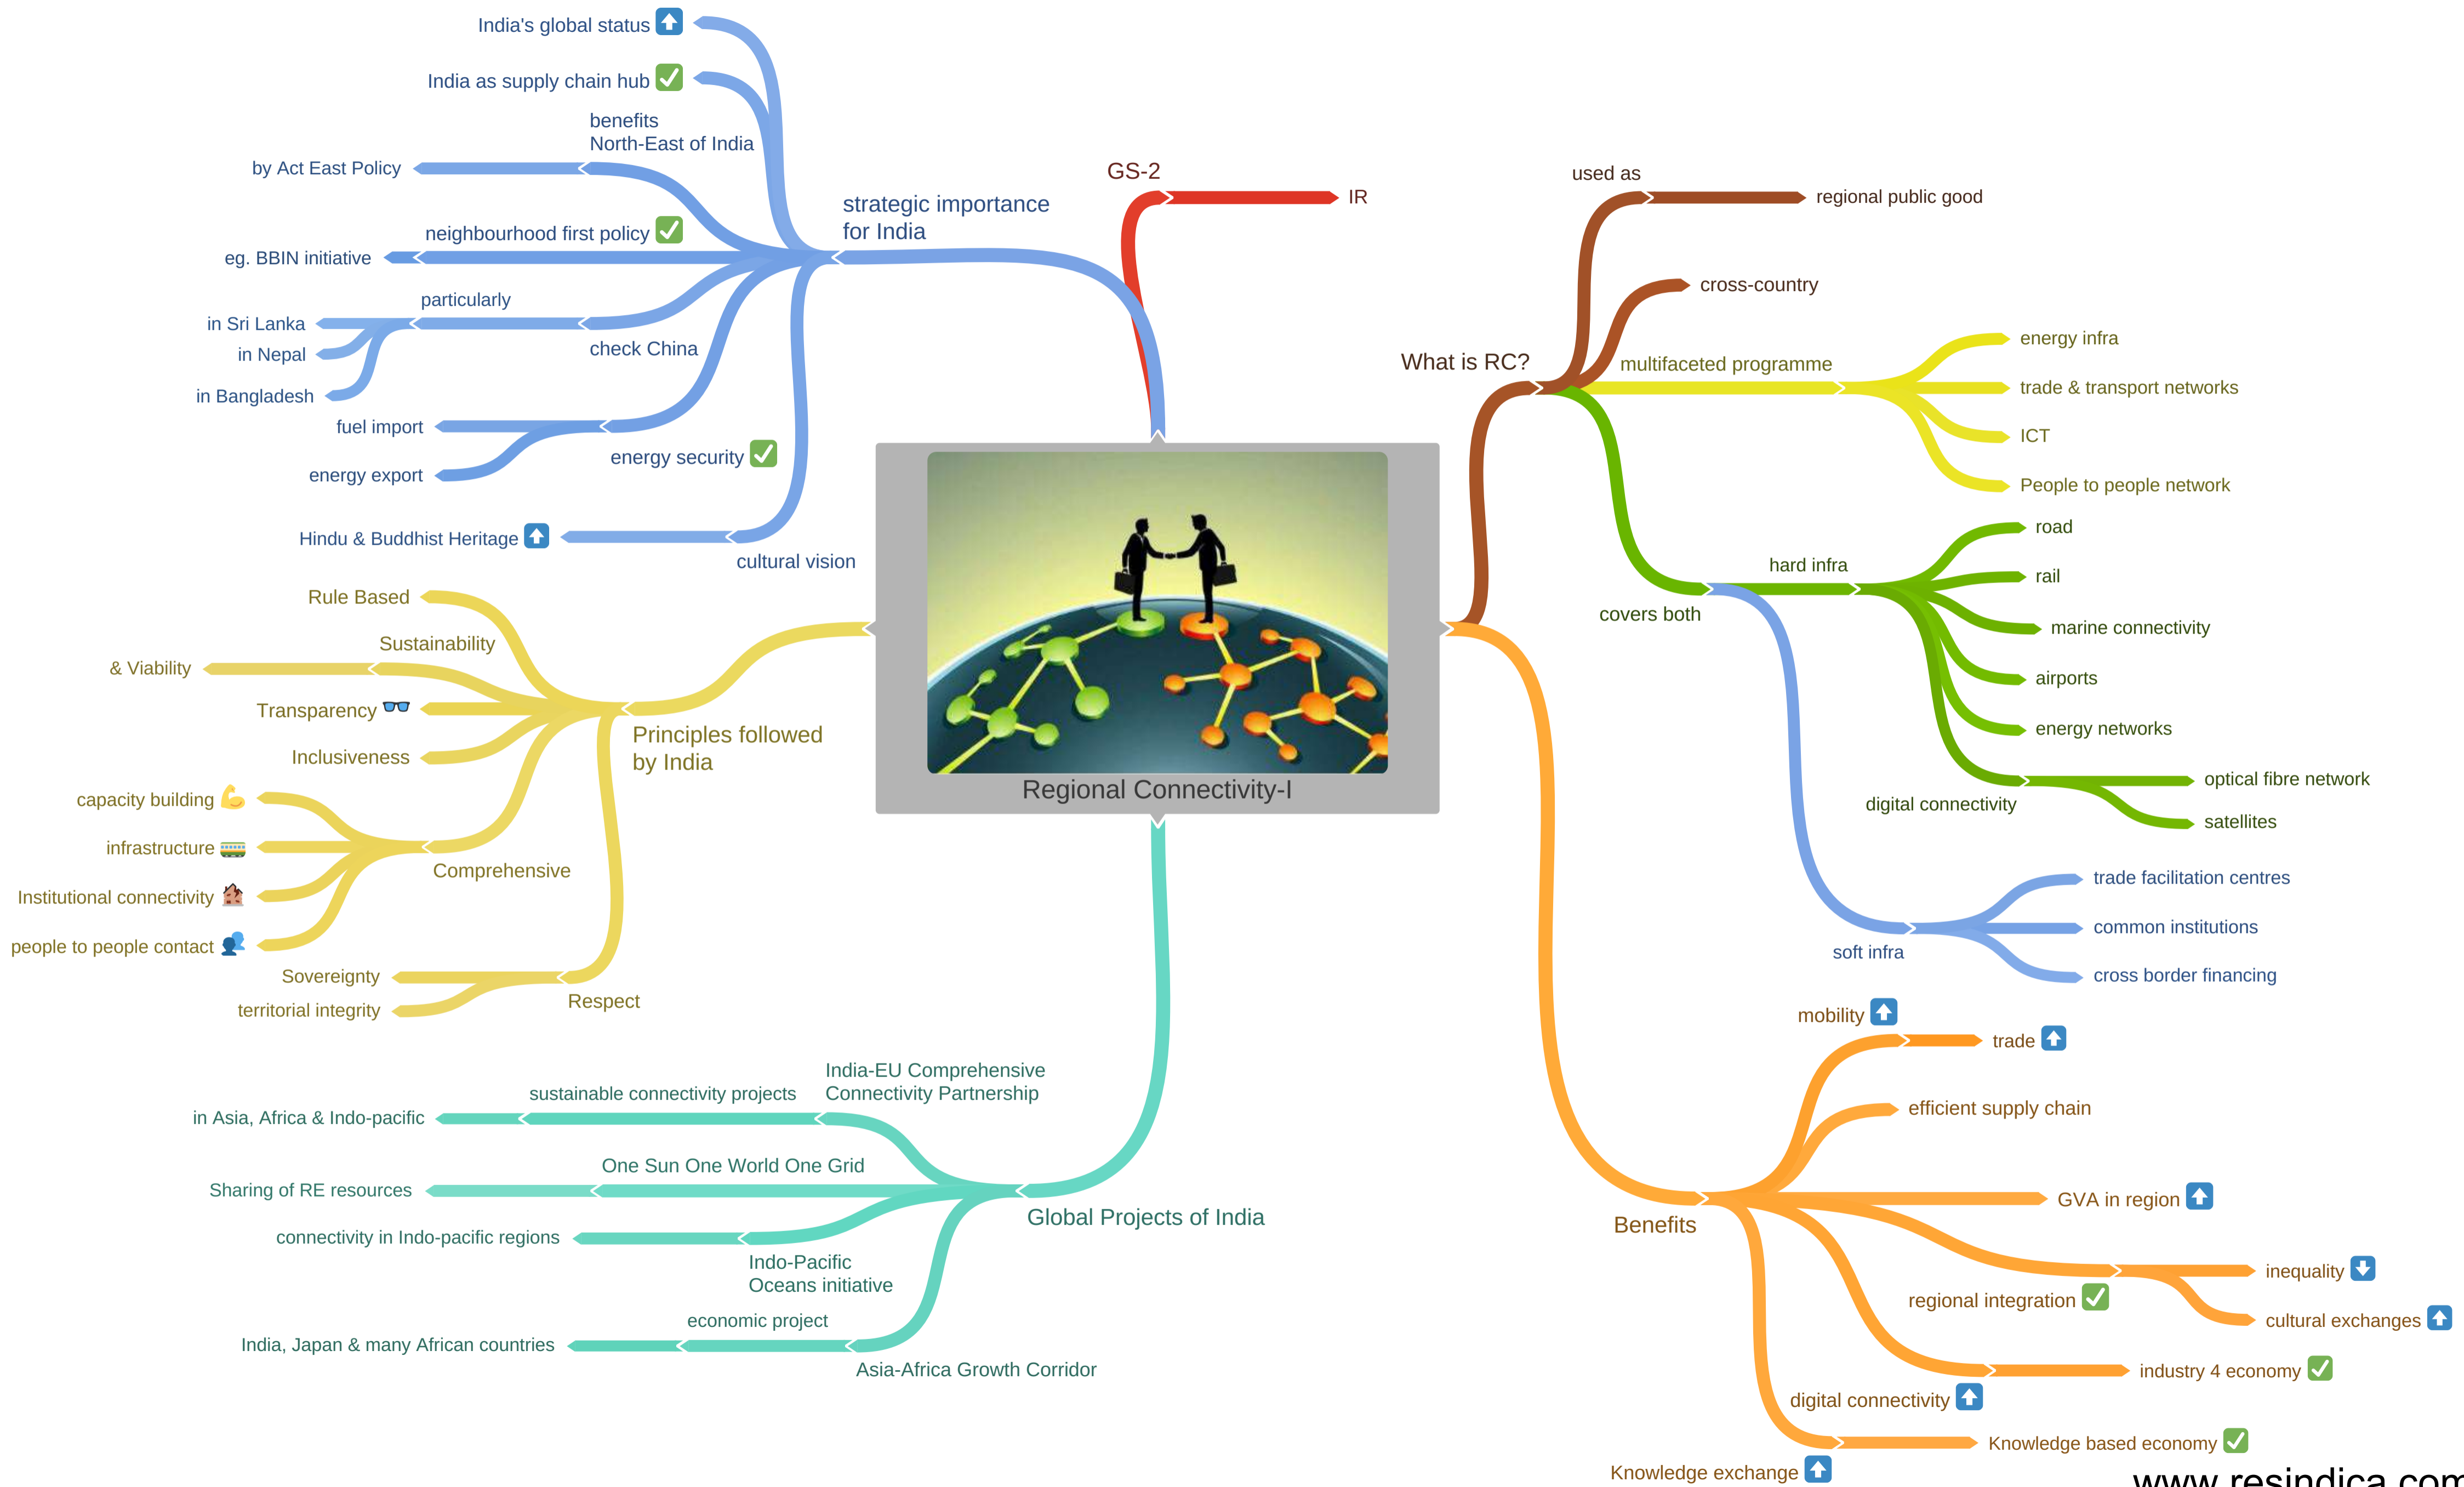 India's global status
India as supply chain hub
benefits
North-East of India
by Act East Policy
neighbourhood first policy
eg. BBIN initiative
particularly
in Sri Lanka
in Nepal
in Bangladesh
check China
fuel import
energy export
energy security
Hindu & Buddhist Heritage
cultural vision
strategic importance
for India
GS-2
IR
Rule Based
Sustainability
& Viability
Transparency
Inclusiveness
Principles followed
by India
capacity building
infrastructure
Institutional connectivity
people to people contact
Comprehensive
Sovereignty
territorial integrity
Respect
Regional Connectivity-I
India-EU Comprehensive
Connectivity Partnership
sustainable connectivity projects
in Asia, Africa & Indo-pacific
One Sun One World One Grid
Sharing of RE resources
connectivity in Indo-pacific regions
Indo-Pacific
Oceans initiative
economic project
India, Japan & many African countries
Asia-Africa Growth Corridor
Global Projects of India
What is RC?
used as
regional public good
cross-country
multifaceted programme
energy infra
trade & transport networks
ICT
People to people network
covers both
hard infra
road
rail
marine connectivity
airports
energy networks
digital connectivity
optical fibre network
satellites
soft infra
trade facilitation centres
common institutions
cross border financing
Benefits
mobility
trade
efficient supply chain
GVA in region
regional integration
inequality
cultural exchanges
digital connectivity
industry 4 economy
Knowledge exchange
Knowledge based economy
www.resindica.com